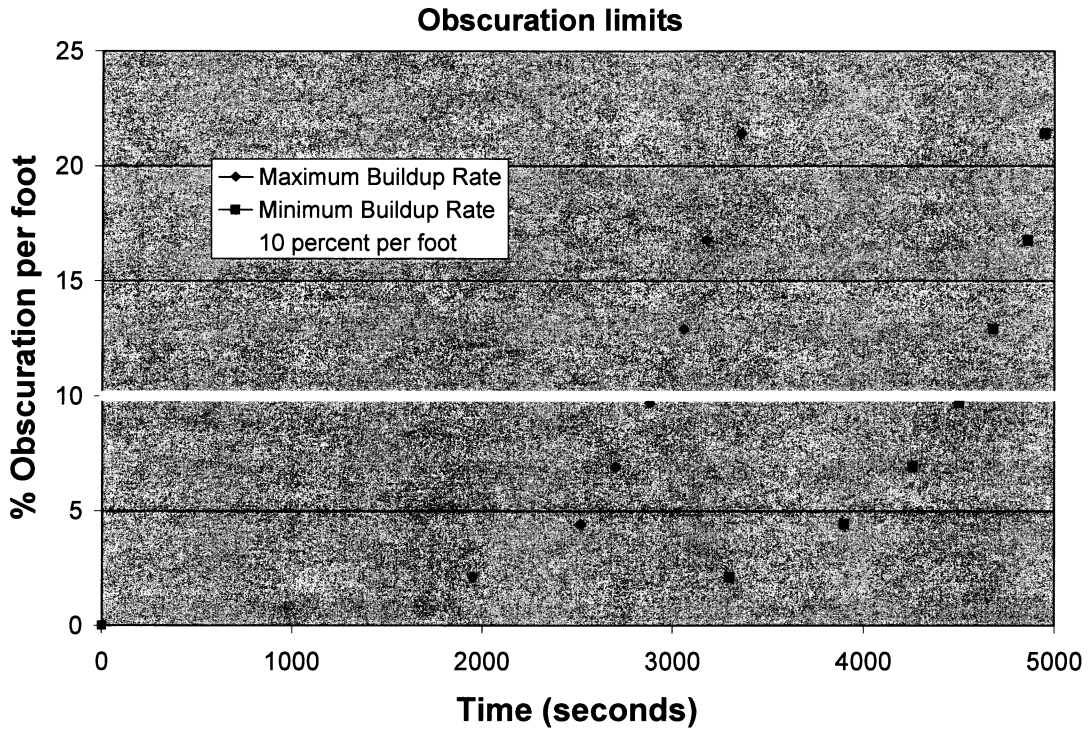 Obscuration limits
25
20
15
10
5
0
% Obscuration per foot
Maximum Buildup Rate
Minimum Buildup Rate
10 percent per foot
0 1000 2000 3000 4000 5000
Time (seconds)